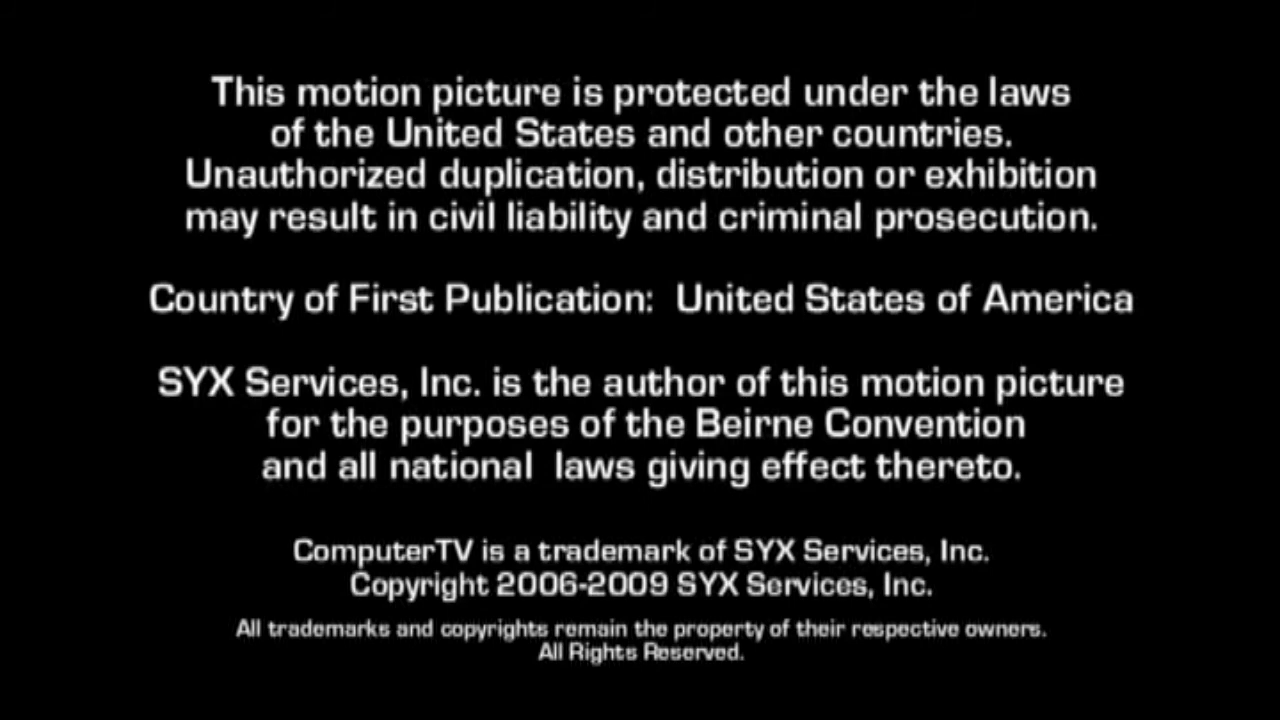 This motion picture is protected under the laws
of the United States and other countries.
Unauthorized duplication, distribution or exhibition
may result in civil liability and criminal prosecution.
Country of First Publication:  United States of America
SYX Services, Inc. is the author of this motion picture
for the purposes of the Beirne Convention
and all national  laws giving effect thereto.
ComputerTV is a trademark of SYX Services, Inc.
Copyright 2006-2009 SYX Services, Inc.
All trademarks and copyrights remain the property of their respective owners.
All Rights Reserved.